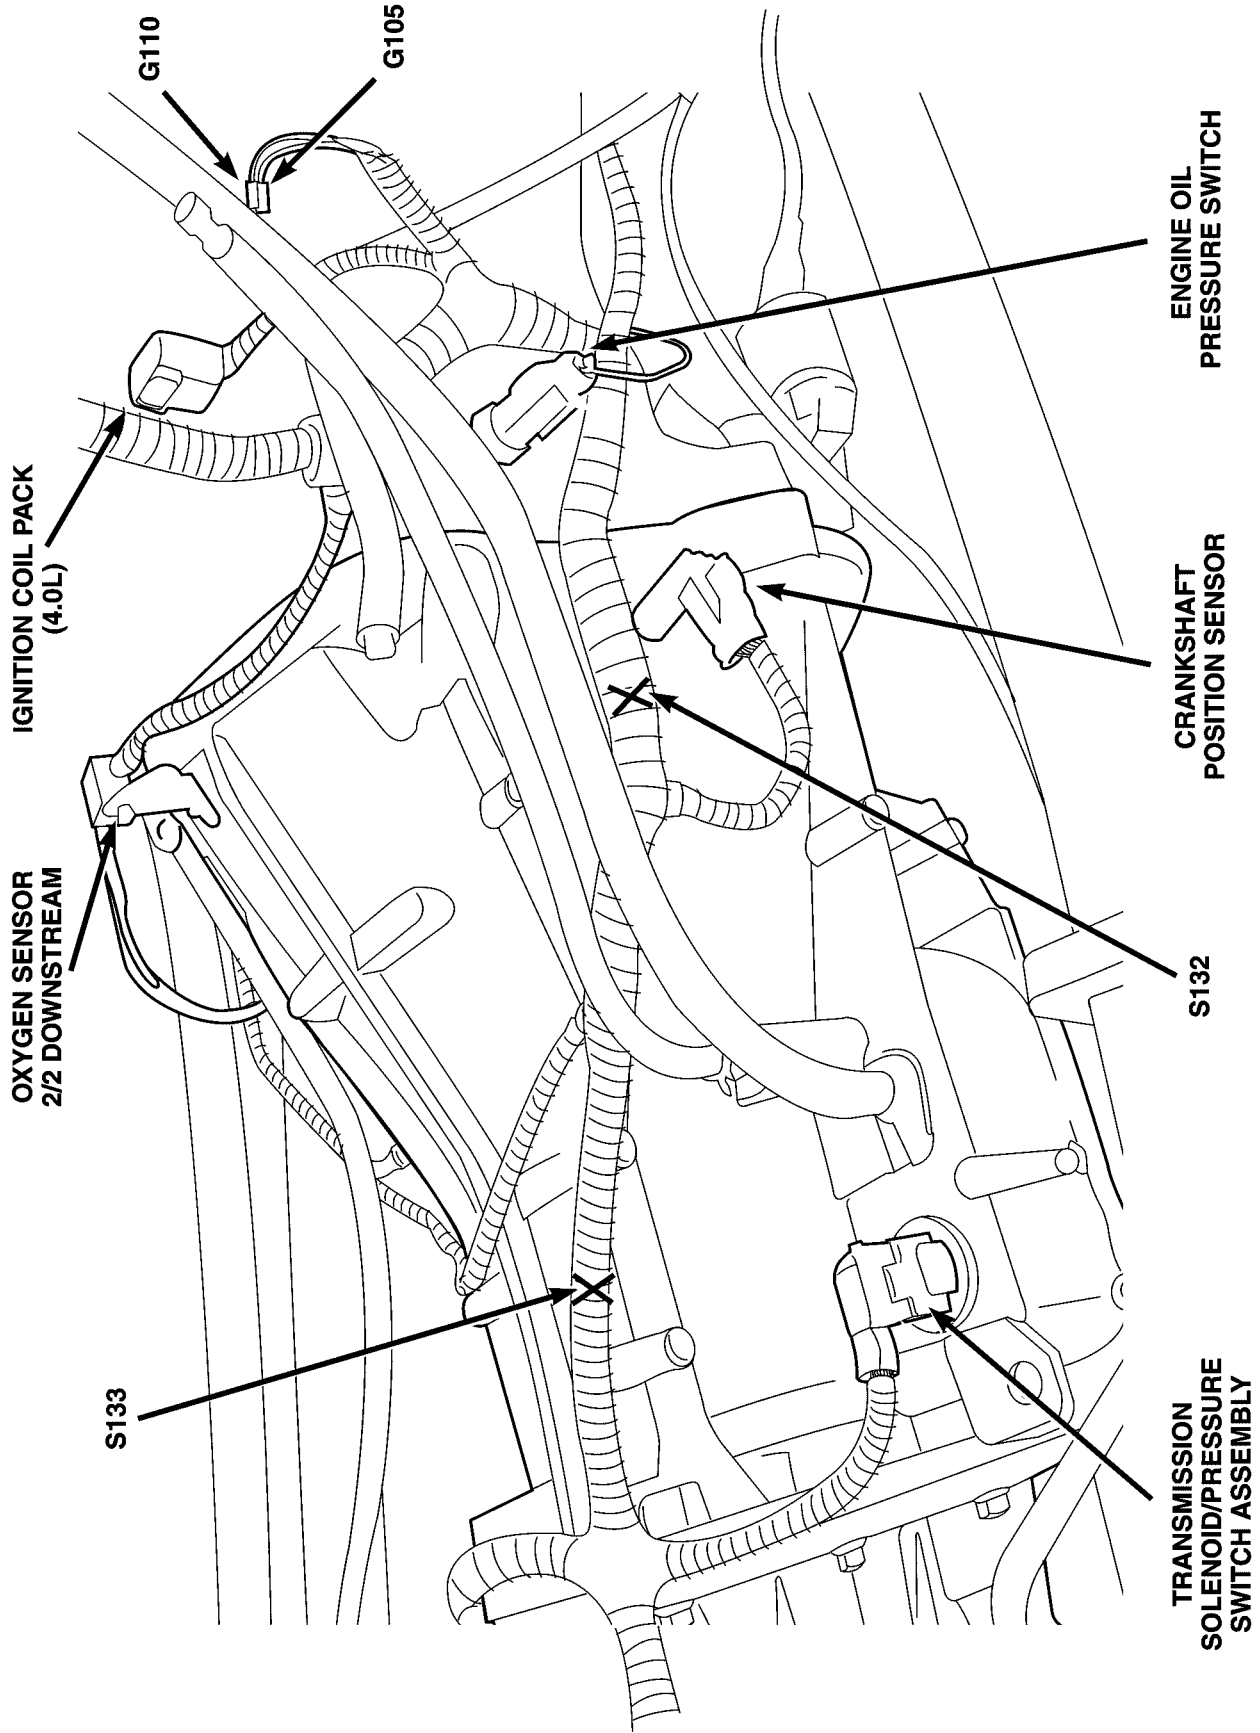 G110
G105
IGNITION COIL PACK
(4.0L)
OXYGEN SENSOR
2/2 DOWNSTREAM
S133
ENGINE OIL
PRESSURE SWITCH
CRANKSHAFT
POSITION SENSOR
S132
TRANSMISSION
SOLENOID/PRESSURE
SWITCH ASSEMBLY